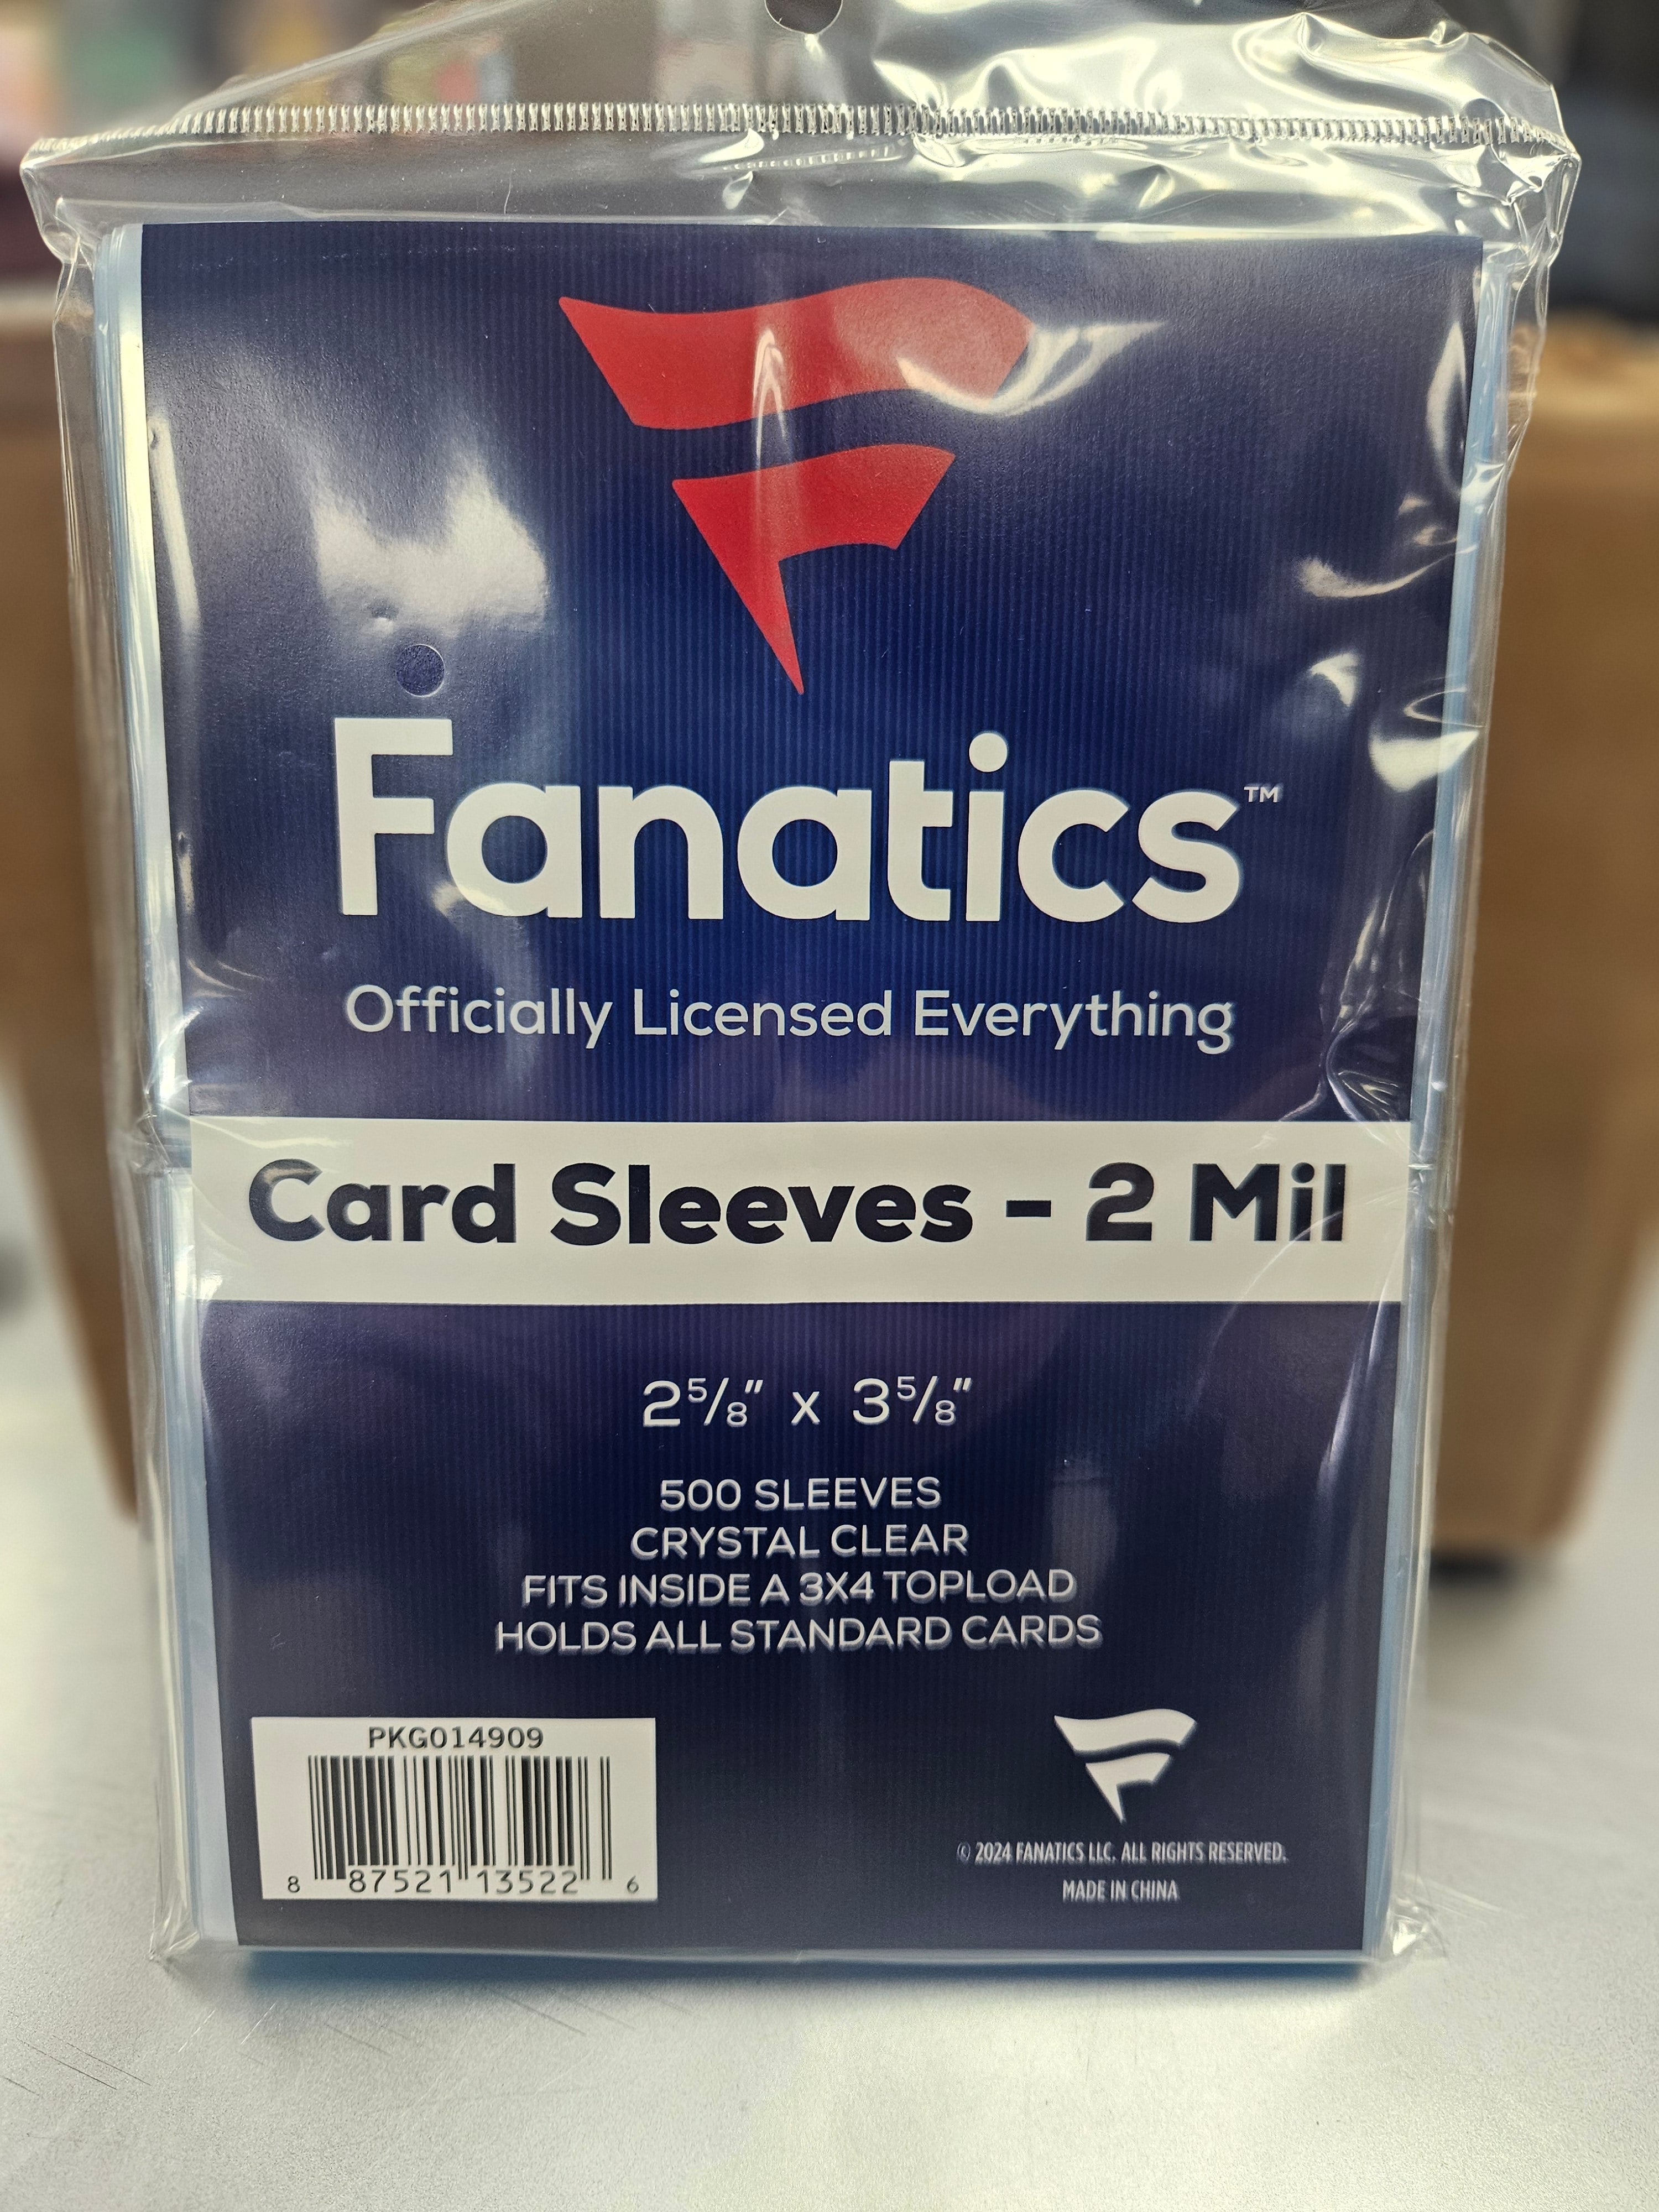 Fanatics™
Officially Licensed Everything
Card Sleeves - 2 Mil
2⅝" x 3⅝"
500 SLEEVES
CRYSTAL CLEAR
FITS INSIDE A 3X4 TOPLOAD
HOLDS ALL STANDARD CARDS
PKG014909
8 87521 13522 6
© 2024 FANATICS LLC. ALL RIGHTS RESERVED.
MADE IN CHINA